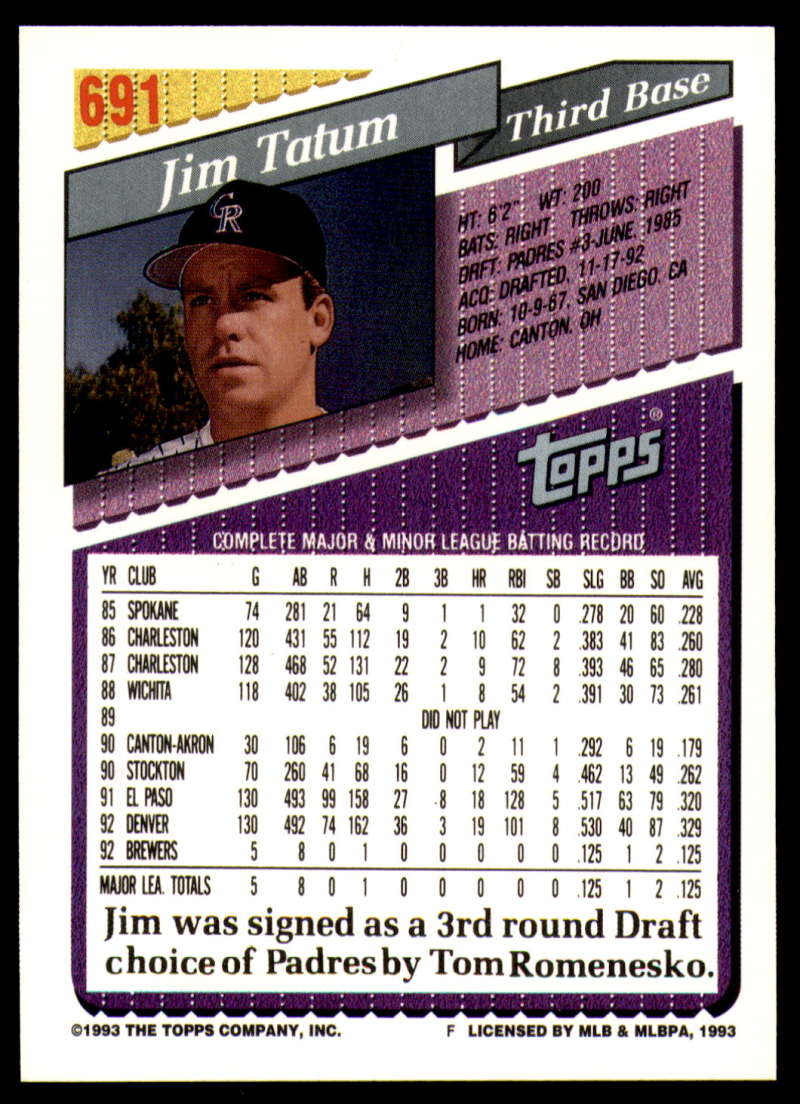 691
Jim Tatum
Third Base
CR
HT: 6'2" WT: 200
BATS: RIGHT THROWS: RIGHT
DRFT: PADRES #3-JUNE, 1985
ACQ: DRAFTED, 11-17-92
BORN: 10-9-67, SAN DIEGO, CA
HOME: CANTON, OH
topps®
COMPLETE MAJOR & MINOR LEAGUE BATTING RECORD
YR CLUB G AB R H 2B 3B HR RBI SB SLG BB SO AVG
85 SPOKANE 74 281 21 64 9 1 1 32 0 .278 20 60 .228
86 CHARLESTON 120 431 55 112 19 2 10 62 2 .383 41 83 .260
87 CHARLESTON 128 468 52 131 22 2 9 72 8 .393 46 65 .280
88 WICHITA 118 402 38 105 26 1 8 54 2 .391 30 73 .261
89 DID NOT PLAY
90 CANTON-AKRON 30 106 6 19 6 0 2 11 1 .292 6 19 .179
90 STOCKTON 70 260 41 68 16 0 12 59 4 .462 13 49 .262
91 EL PASO 130 493 99 158 27 8 18 128 5 .517 63 79 .320
92 DENVER 130 492 74 162 36 3 19 101 8 .530 40 87 .329
92 BREWERS 5 8 0 1 0 0 0 0 0 .125 1 2 .125
MAJOR LEA. TOTALS 5 8 0 1 0 0 0 0 0 .125 1 2 .125
Jim was signed as a 3rd round Draft
choice of Padres by Tom Romenesko.
©1993 THE TOPPS COMPANY, INC. F LICENSED BY MLB & MLBPA, 1993